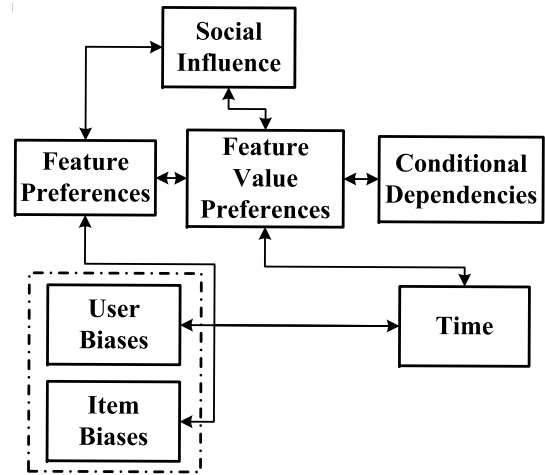 Social
Influence
Feature
Preferences
Feature
Value
Preferences
Conditional
Dependencies
User
Biases
Time
Item
Biases